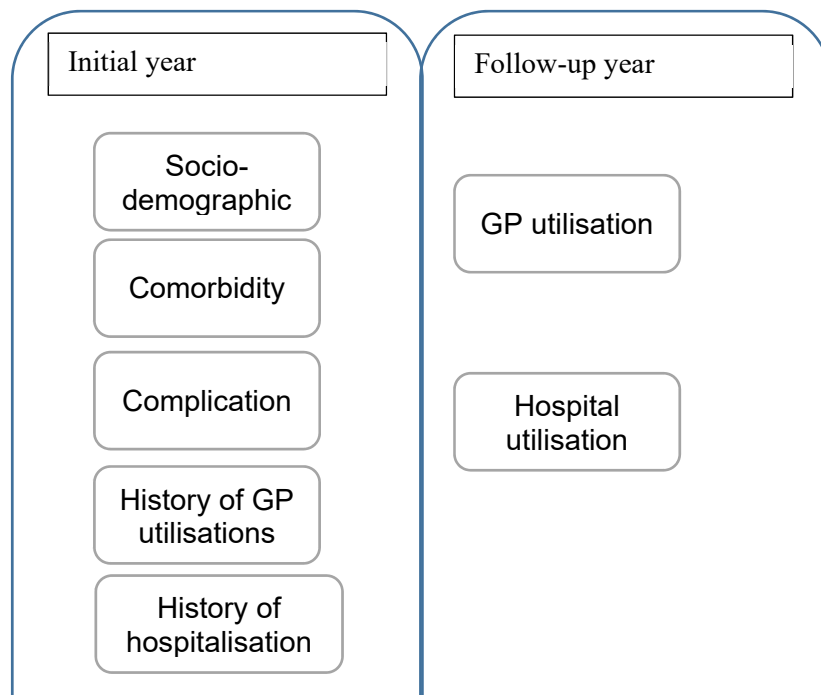 Initial year
Socio-
demographic
Comorbidity
Complication
History of GP
utilisations
History of
hospitalisation
Follow-up year
GP utilisation
Hospital
utilisation